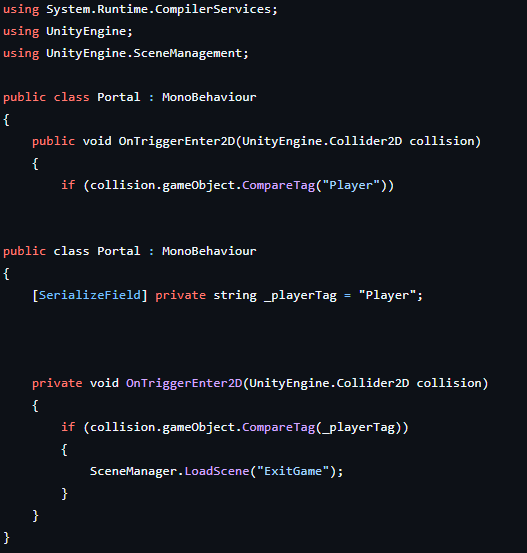 using System.Runtime.CompilerServices;
using UnityEngine;
using UnityEngine.SceneManagement;
public class Portal : MonoBehaviour
{
public void OnTriggerEnter2D(UnityEngine.Collider2D collision)
{
if (collision.gameObject.CompareTag("Player"))
public class Portal : MonoBehaviour
{
[SerializeField] private string _playerTag = "Player";
private void OnTriggerEnter2D(UnityEngine.Collider2D collision)
{
if (collision.gameObject.CompareTag(_playerTag))
{
SceneManager.LoadScene("ExitGame");
}
}
}